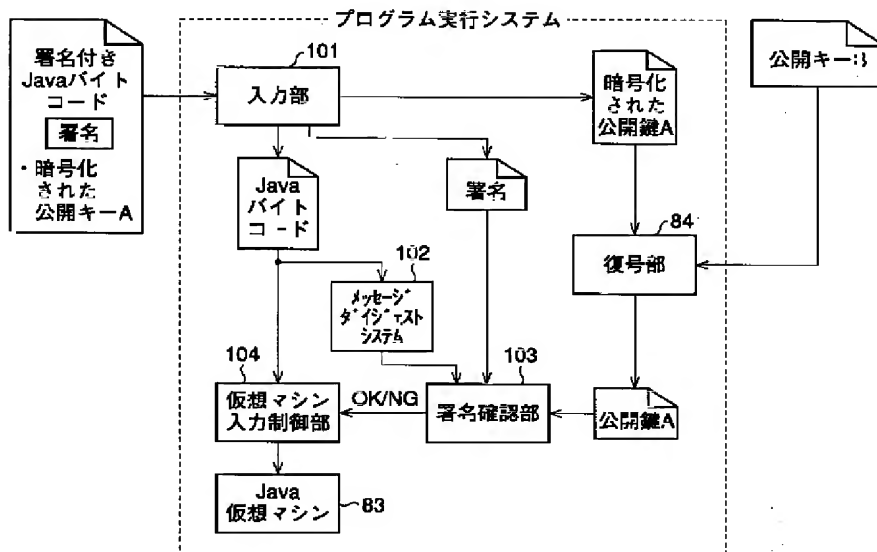 プログラム実行システム
署名付き
Javaバイト
コード
署名
・暗号化
された
公開キーA
101
入力部
暗号化
された
公開鍵A
公開キーB
Java
バイト
コード
署名
84
復号部
102
メッセージ
ダイジェスト
システム
104
仮想マシン
入力制御部
OK/NG
103
署名確認部
公開鍵A
Java
仮想マシン
83